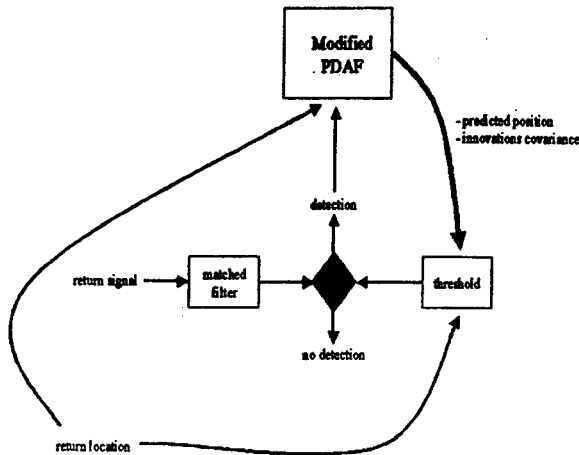 Modified
PDAF
- predicted position
- innovations covariance
detection
return signal
matched
filter
threshold
no detection
return location